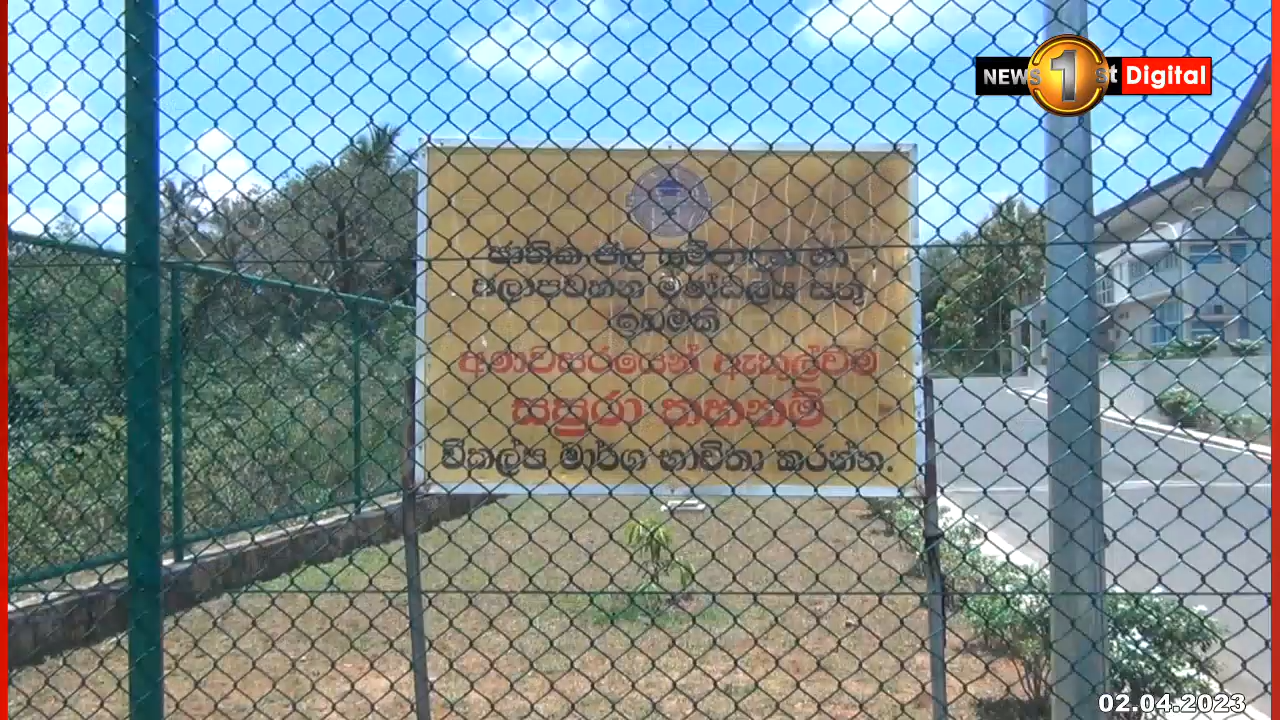 NEWS 1st Digital
ජාතික ජල සම්පාදන හා
ජලාපවහන මණ්ඩලය සතු
ඉඩමකි
අනවසරයෙන් ඇතුල්වීම
සපුරා තහනම්
විකල්ප මාර්ග භාවිතා කරන්න.
02.04.2023